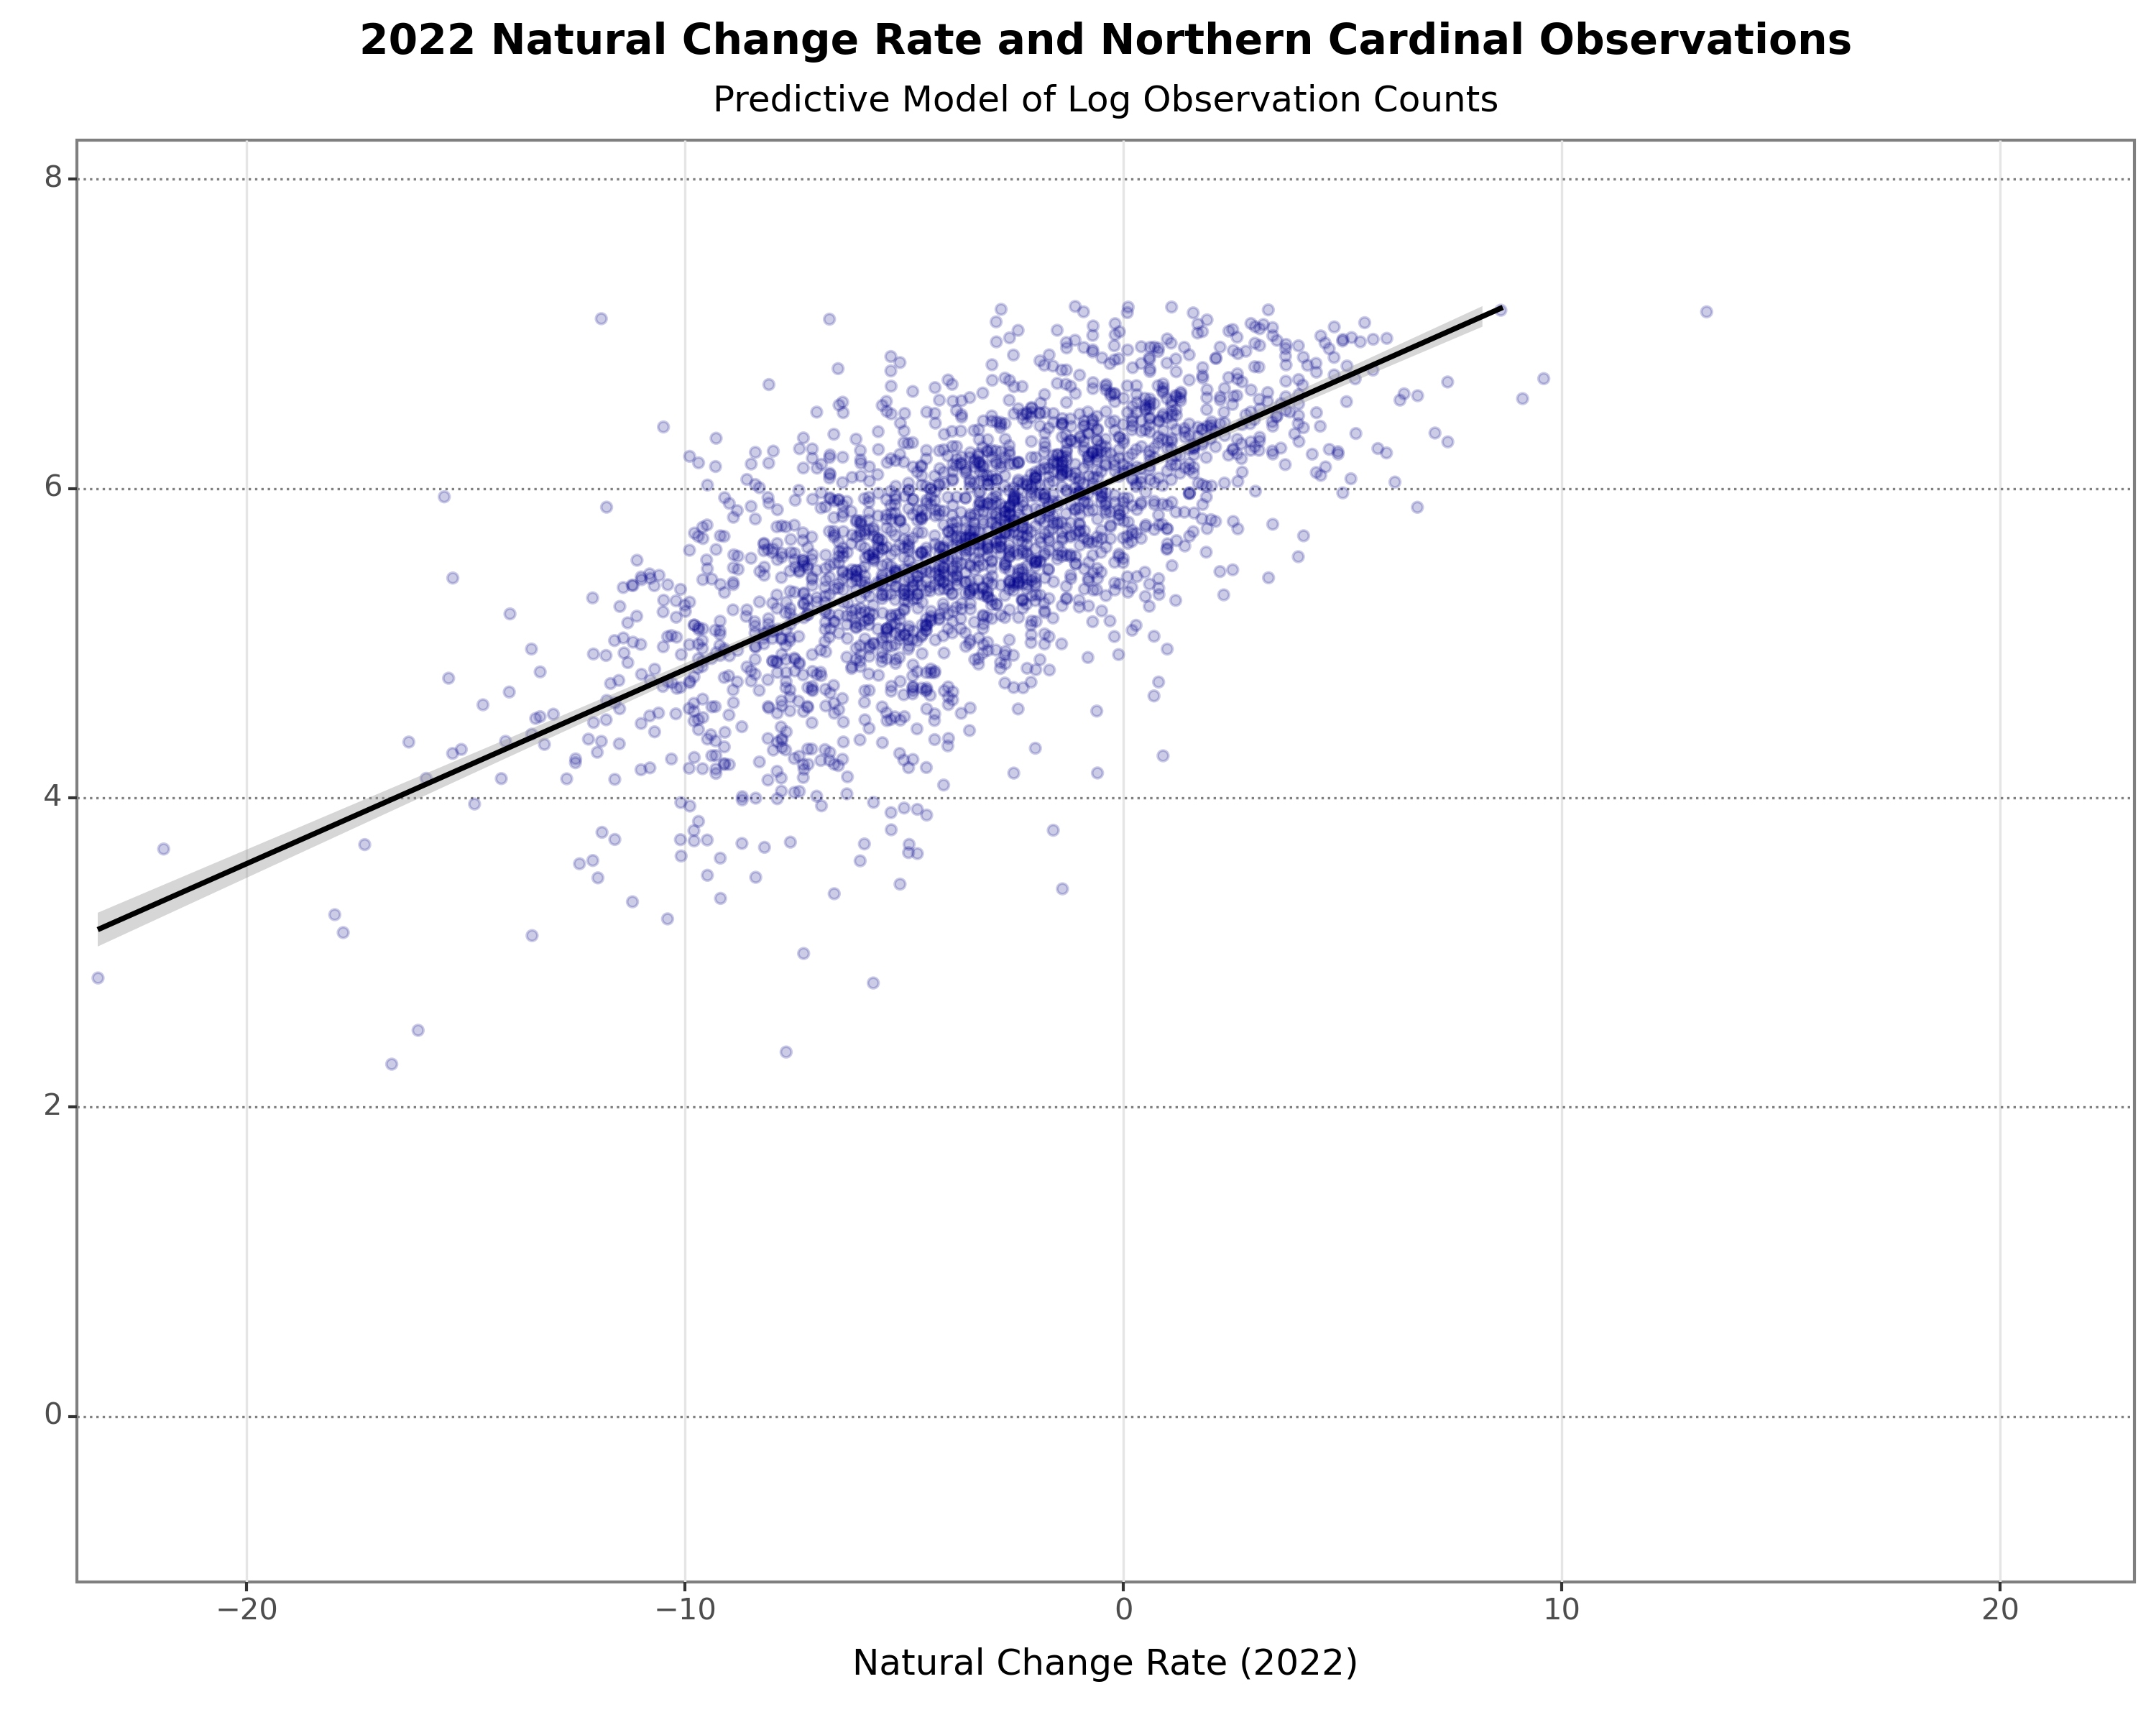 2022 Natural Change Rate and Northern Cardinal Observations
Predictive Model of Log Observation Counts
8
6
4
2
0
−20 −10 0 10 20
Natural Change Rate (2022)